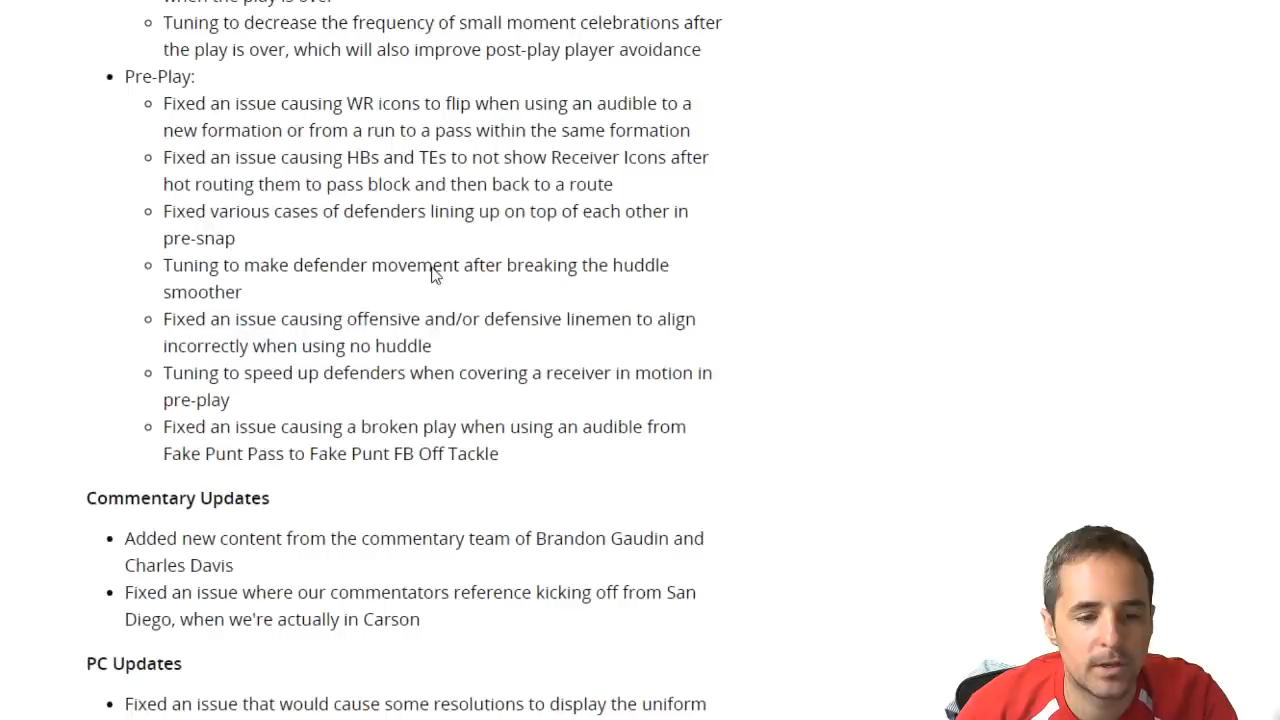 when the play is over
Tuning to decrease the frequency of small moment celebrations after
the play is over, which will also improve post-play player avoidance
Pre-Play:
Fixed an issue causing WR icons to flip when using an audible to a
new formation or from a run to a pass within the same formation
Fixed an issue causing HBs and TEs to not show Receiver Icons after
hot routing them to pass block and then back to a route
Fixed various cases of defenders lining up on top of each other in
pre-snap
Tuning to make defender movement after breaking the huddle
smoother
Fixed an issue causing offensive and/or defensive linemen to align
incorrectly when using no huddle
Tuning to speed up defenders when covering a receiver in motion in
pre-play
Fixed an issue causing a broken play when using an audible from
Fake Punt Pass to Fake Punt FB Off Tackle
Commentary Updates
Added new content from the commentary team of Brandon Gaudin and
Charles Davis
Fixed an issue where our commentators reference kicking off from San
Diego, when we're actually in Carson
PC Updates
Fixed an issue that would cause some resolutions to display the uniform